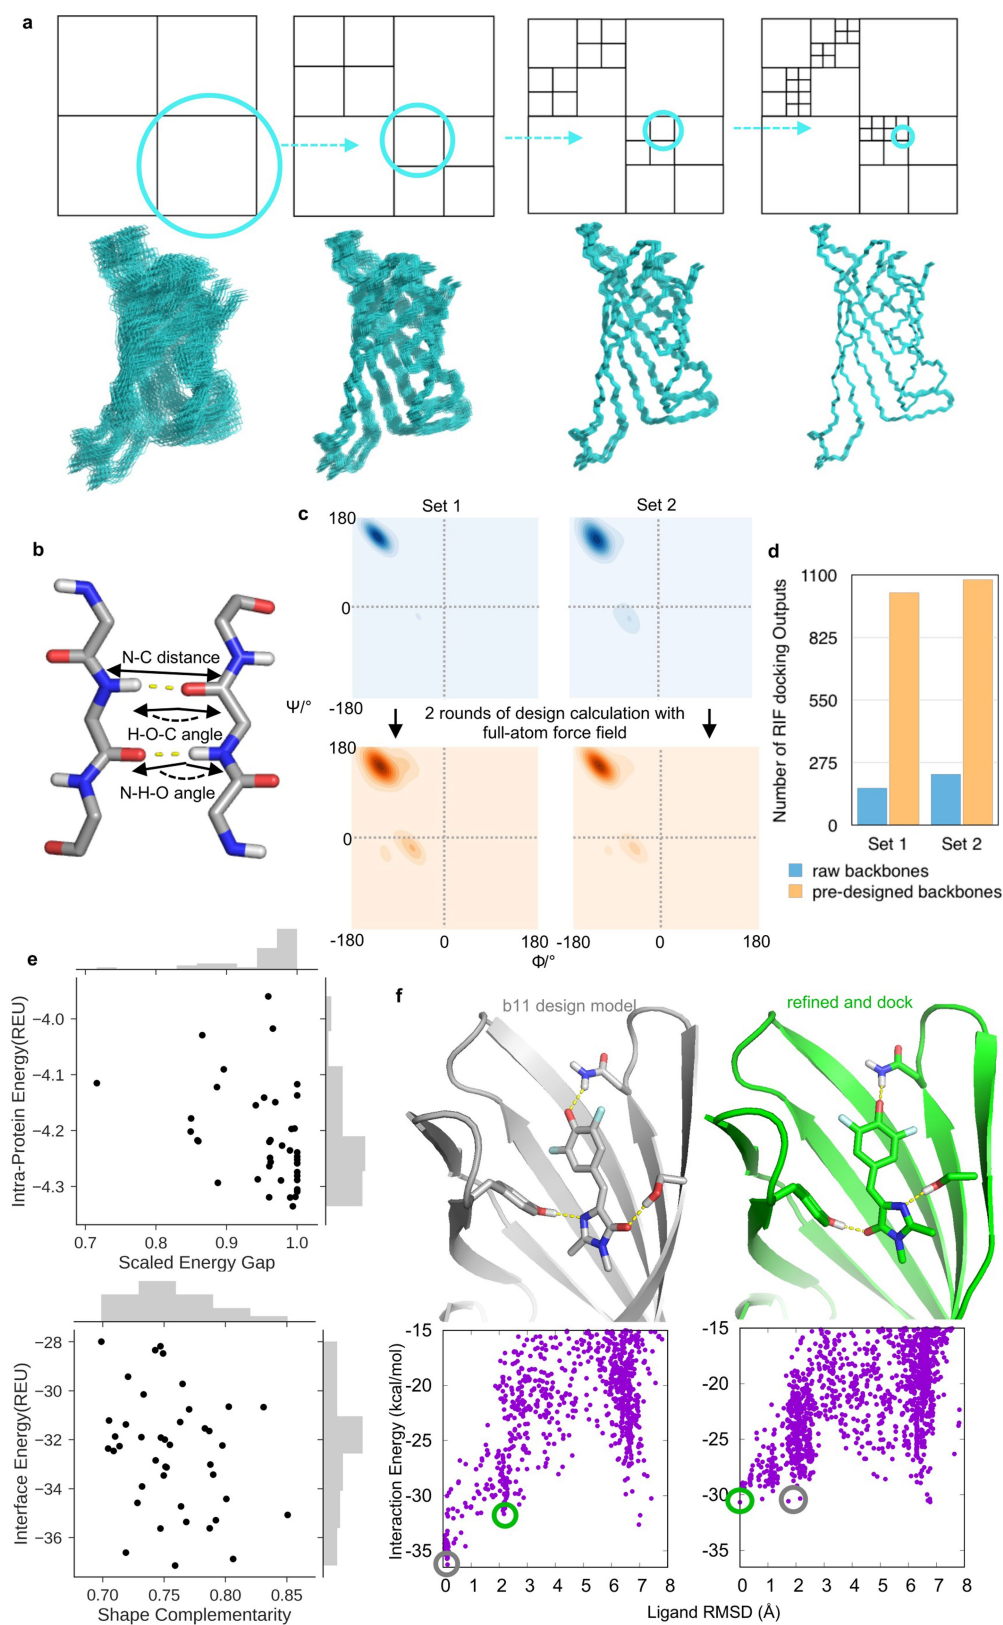 a
b
N-C distance
H-O-C angle
N-H-O angle
c
Set 1
Set 2
180
0
-180
Ψ/°
2 rounds of design calculation with
full-atom force field
180
0
-180
0
180
-180
0
180
Φ/°
d
Number of RIF docking Outputs
1100
825
550
275
0
Set 1
Set 2
raw backbones
pre-designed backbones
e
Intra-Protein Energy(REU)
−4.0
−4.1
−4.2
−4.3
0.7
0.8
0.9
1.0
Scaled Energy Gap
Interface Energy(REU)
−28
−30
−32
−34
−36
0.70
0.75
0.80
0.85
Shape Complementarity
f
b11 design model
refined and dock
Interaction Energy (kcal/mol)
-15
-20
-25
-30
-35
0 1 2 3 4 5 6 7 8
-15
-20
-25
-30
-35
0 1 2 3 4 5 6 7 8
Ligand RMSD (Å)